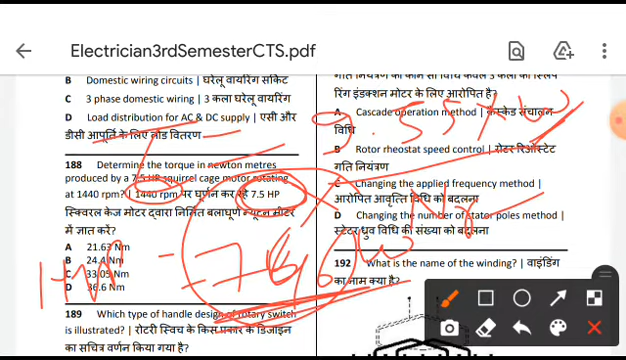 Electrician3rdSemesterCTS.pdf
B Domestic wiring circuits | घरेलू वायरिंग सर्किट
C 3 phase domestic wiring | 3 कला घरेलू वायरिंग
D Load distribution for AC & DC supply | एसी और
डीसी आपूर्ति के लिए लोड वितरण
188 Determine the torque in newton metres
produced by a 7.5 HP squirrel cage motor rotating
at 1440 rpm? | 1440 rpm पर घूर्णन कर रहे 7.5 HP
स्क्विरल केज मोटर द्वारा निर्मित बलाघूर्ण न्यूटन मीटर
में ज्ञात करें?
A 21.63 Nm
B 24.4 Nm
C 33.05 Nm
D 36.6 Nm
189 Which type of handle design of rotary switch
is illustrated? | रोटरी स्विच के किस प्रकार के डिजाइन
का सचित्र वर्णन किया गया है?
रिंग इंडक्शन मोटर के लिए आरोपित है?
A Cascade operation method | कैस्केड संचालन
विधि
B Rotor rheostat speed control | रोटर रिओस्टेट
गति नियंत्रण
C Changing the applied frequency method |
आरोपित आवृत्ति विधि को बदलना
D Changing the number of stator poles method |
स्टेटर ध्रुव विधि की संख्या को बदलना
192 What is the name of the winding? | वाइंडिंग
का नाम क्या है?
9.55X60